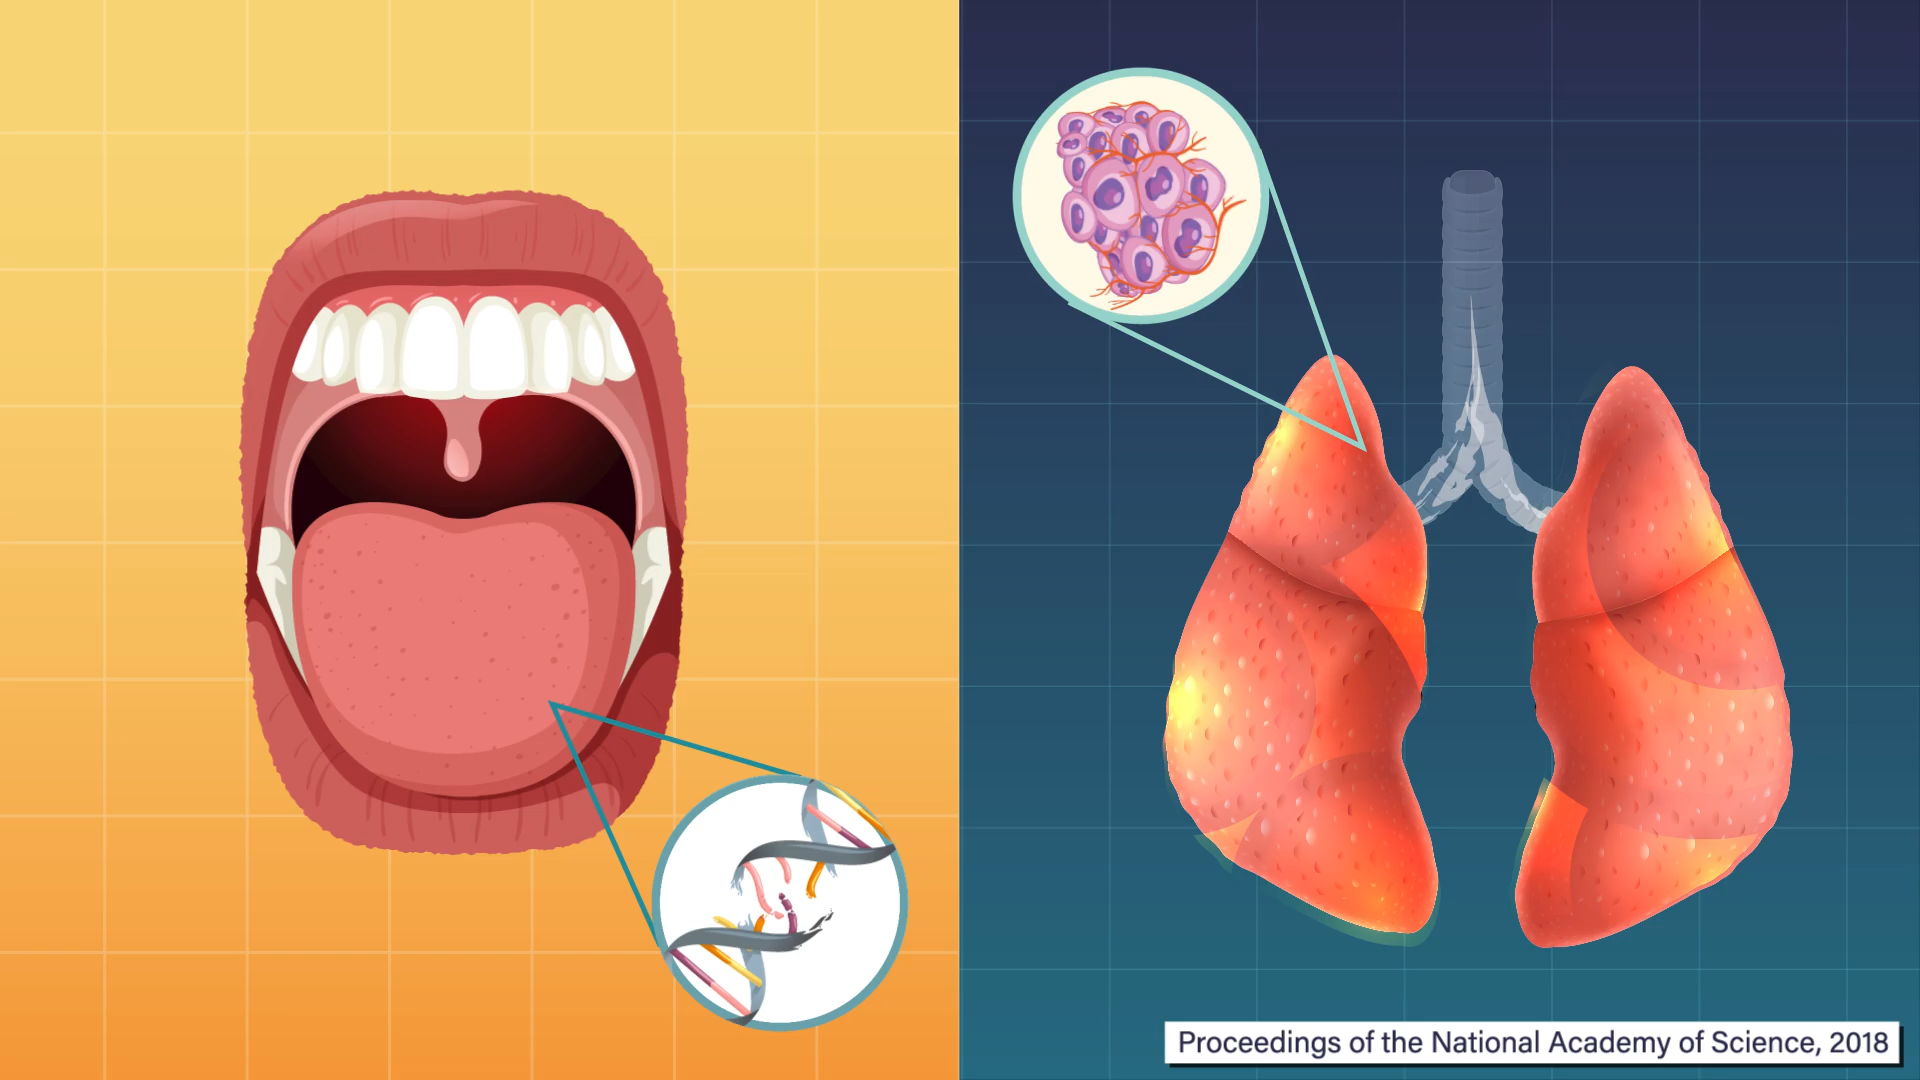 Proceedings of the National Academy of Science, 2018